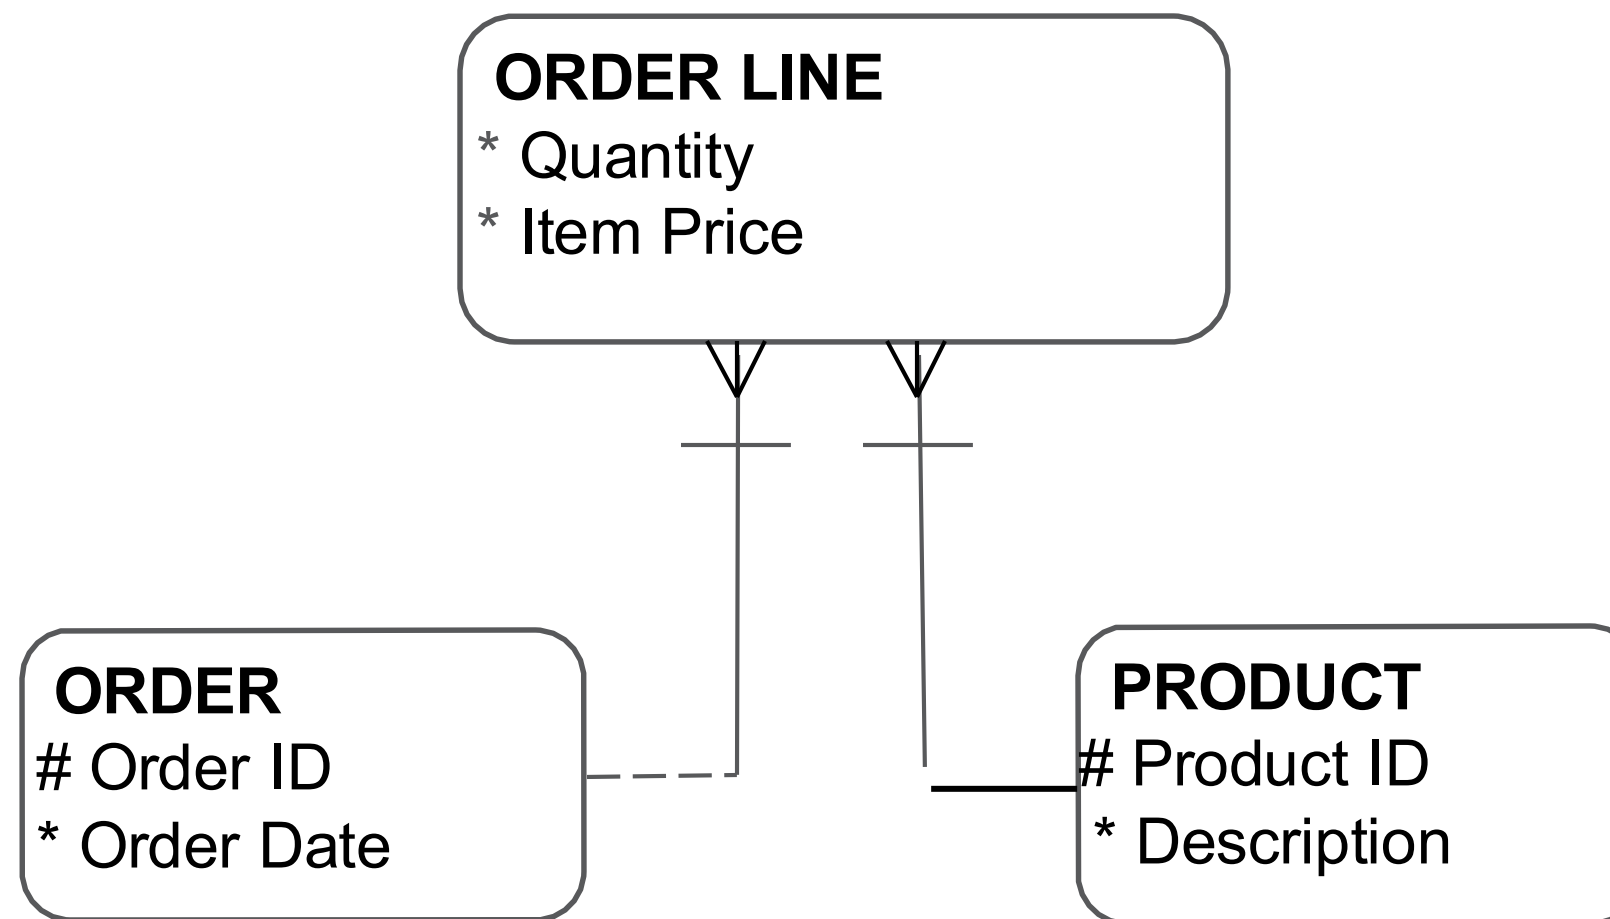 ORDER LINE
* Quantity
* Item Price
ORDER
# Order ID
* Order Date
PRODUCT
# Product ID
* Description